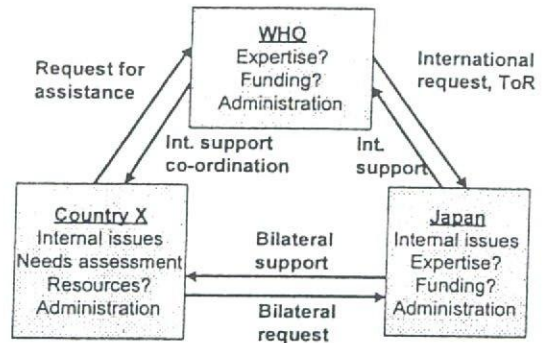 WHO
Expertise?
Funding?
Administration
Request for
assistance
International
request, ToR
Int. support
co-ordination
Int.
support
Country X
Internal issues
Needs assessment
Resources?
Administration
Bilateral
support
Bilateral
request
Japan
Internal issues
Expertise?
Funding?
Administration